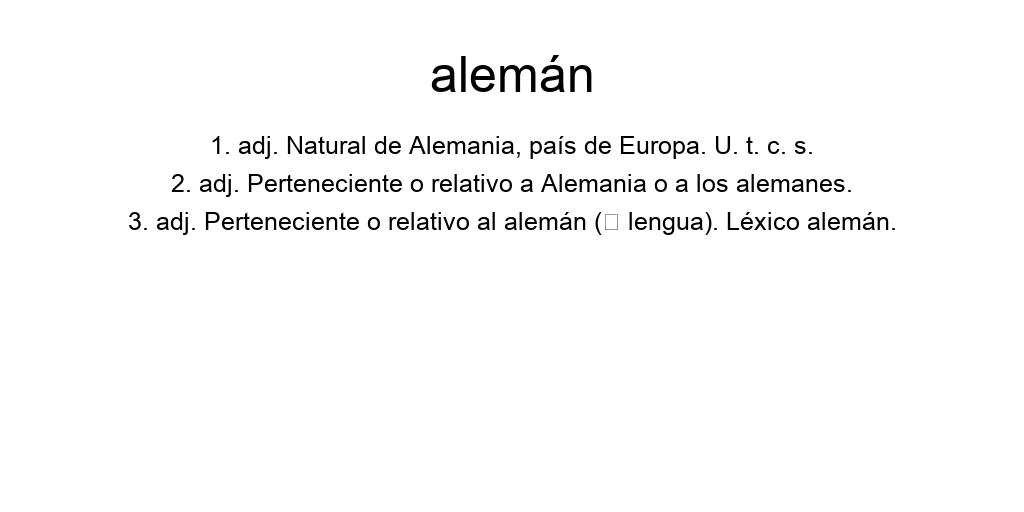 alemán
1. adj. Natural de Alemania, país de Europa. U. t. c. s.
2. adj. Perteneciente o relativo a Alemania o a los alemanes.
3. adj. Perteneciente o relativo al alemán (□ lengua). Léxico alemán.